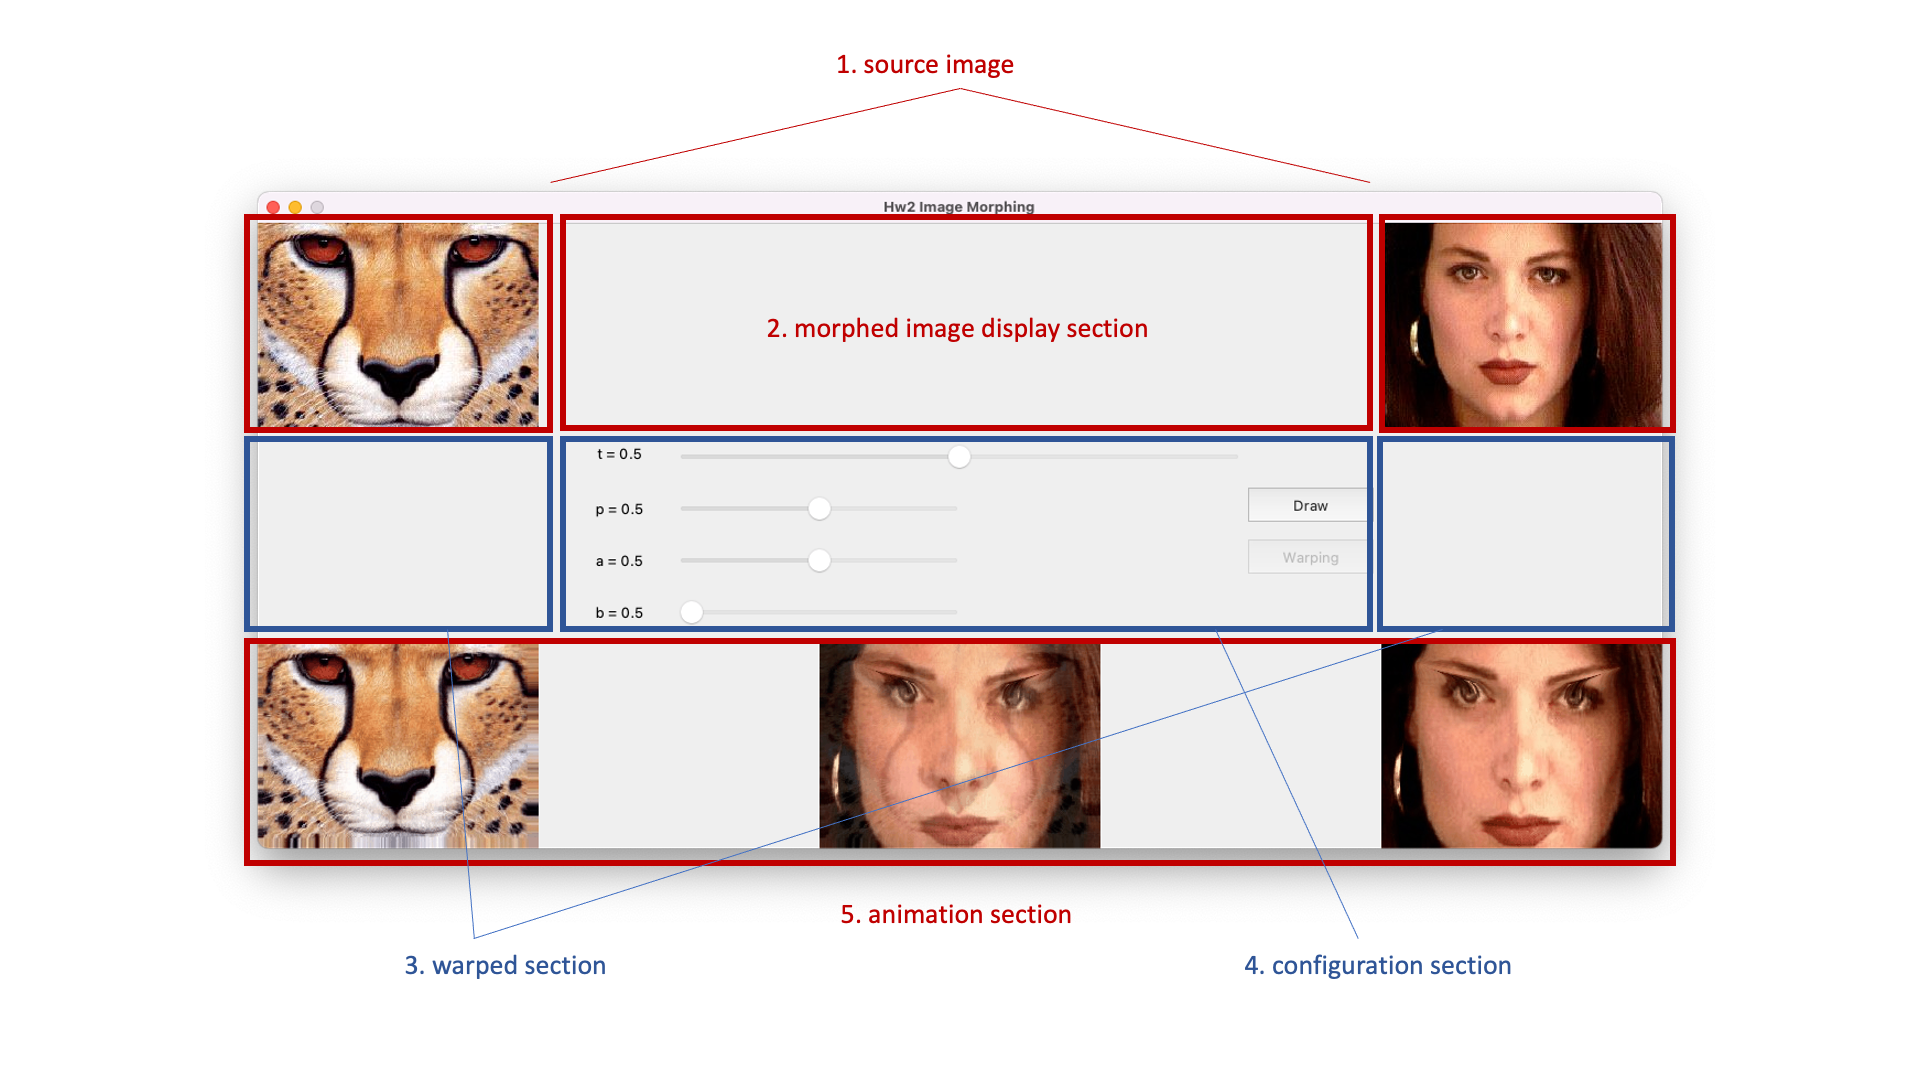 1. source image
Hw2 Image Morphing
2. morphed image display section
t = 0.5
p = 0.5
Draw
a = 0.5
Warping
b = 0.5
5. animation section
3. warped section
4. configuration section